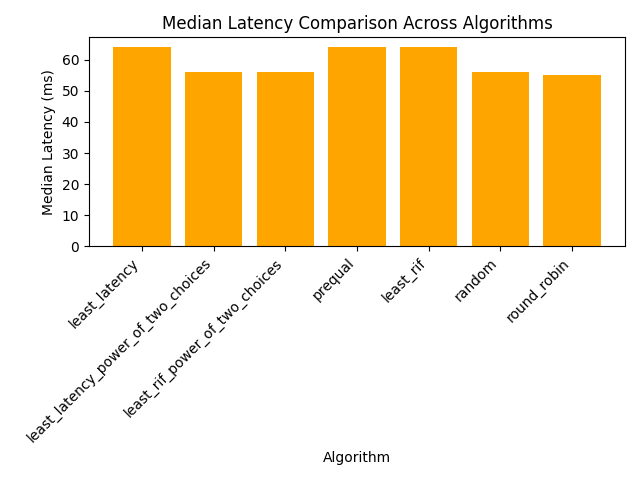 Median Latency Comparison Across Algorithms
Median Latency (ms)
60
50
40
30
20
10
0
least_latency
least_latency_power_of_two_choices
least_rif_power_of_two_choices
prequal
least_rif
random
round_robin
Algorithm